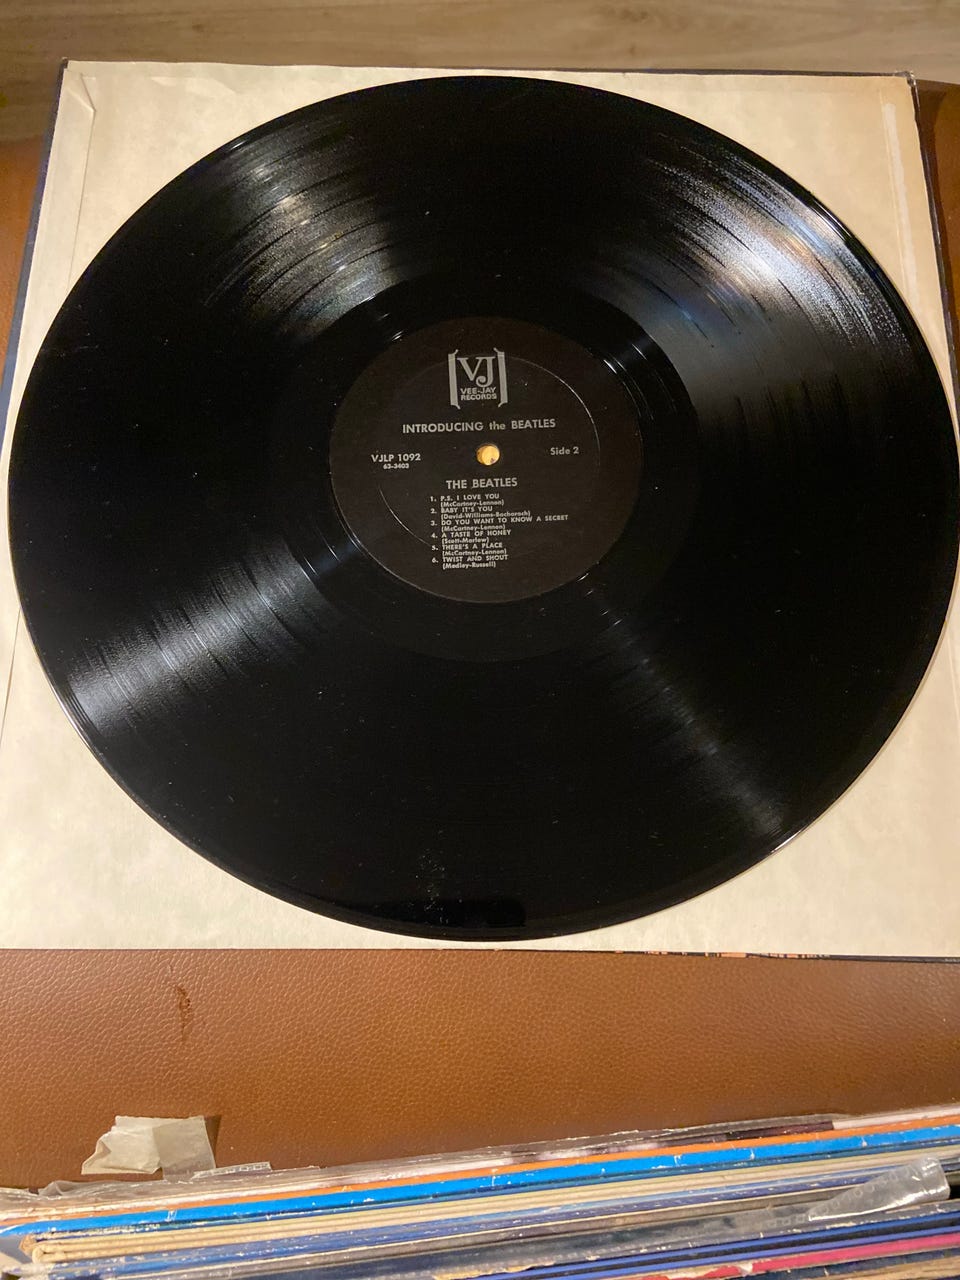 VJ
VEE-JAY
RECORDS
INTRODUCING the BEATLES
VJLP 1092
63-3403
Side 2
THE BEATLES
1. P.S. I LOVE YOU
(McCartney-Lennon)
2. BABY IT'S YOU
(David-Williams-Bacharach)
3. DO YOU WANT TO KNOW A SECRET
(McCartney-Lennon)
4. A TASTE OF HONEY
(Scott-Marlow)
5. THERE'S A PLACE
(McCartney-Lennon)
6. TWIST AND SHOUT
(Medley-Russell)